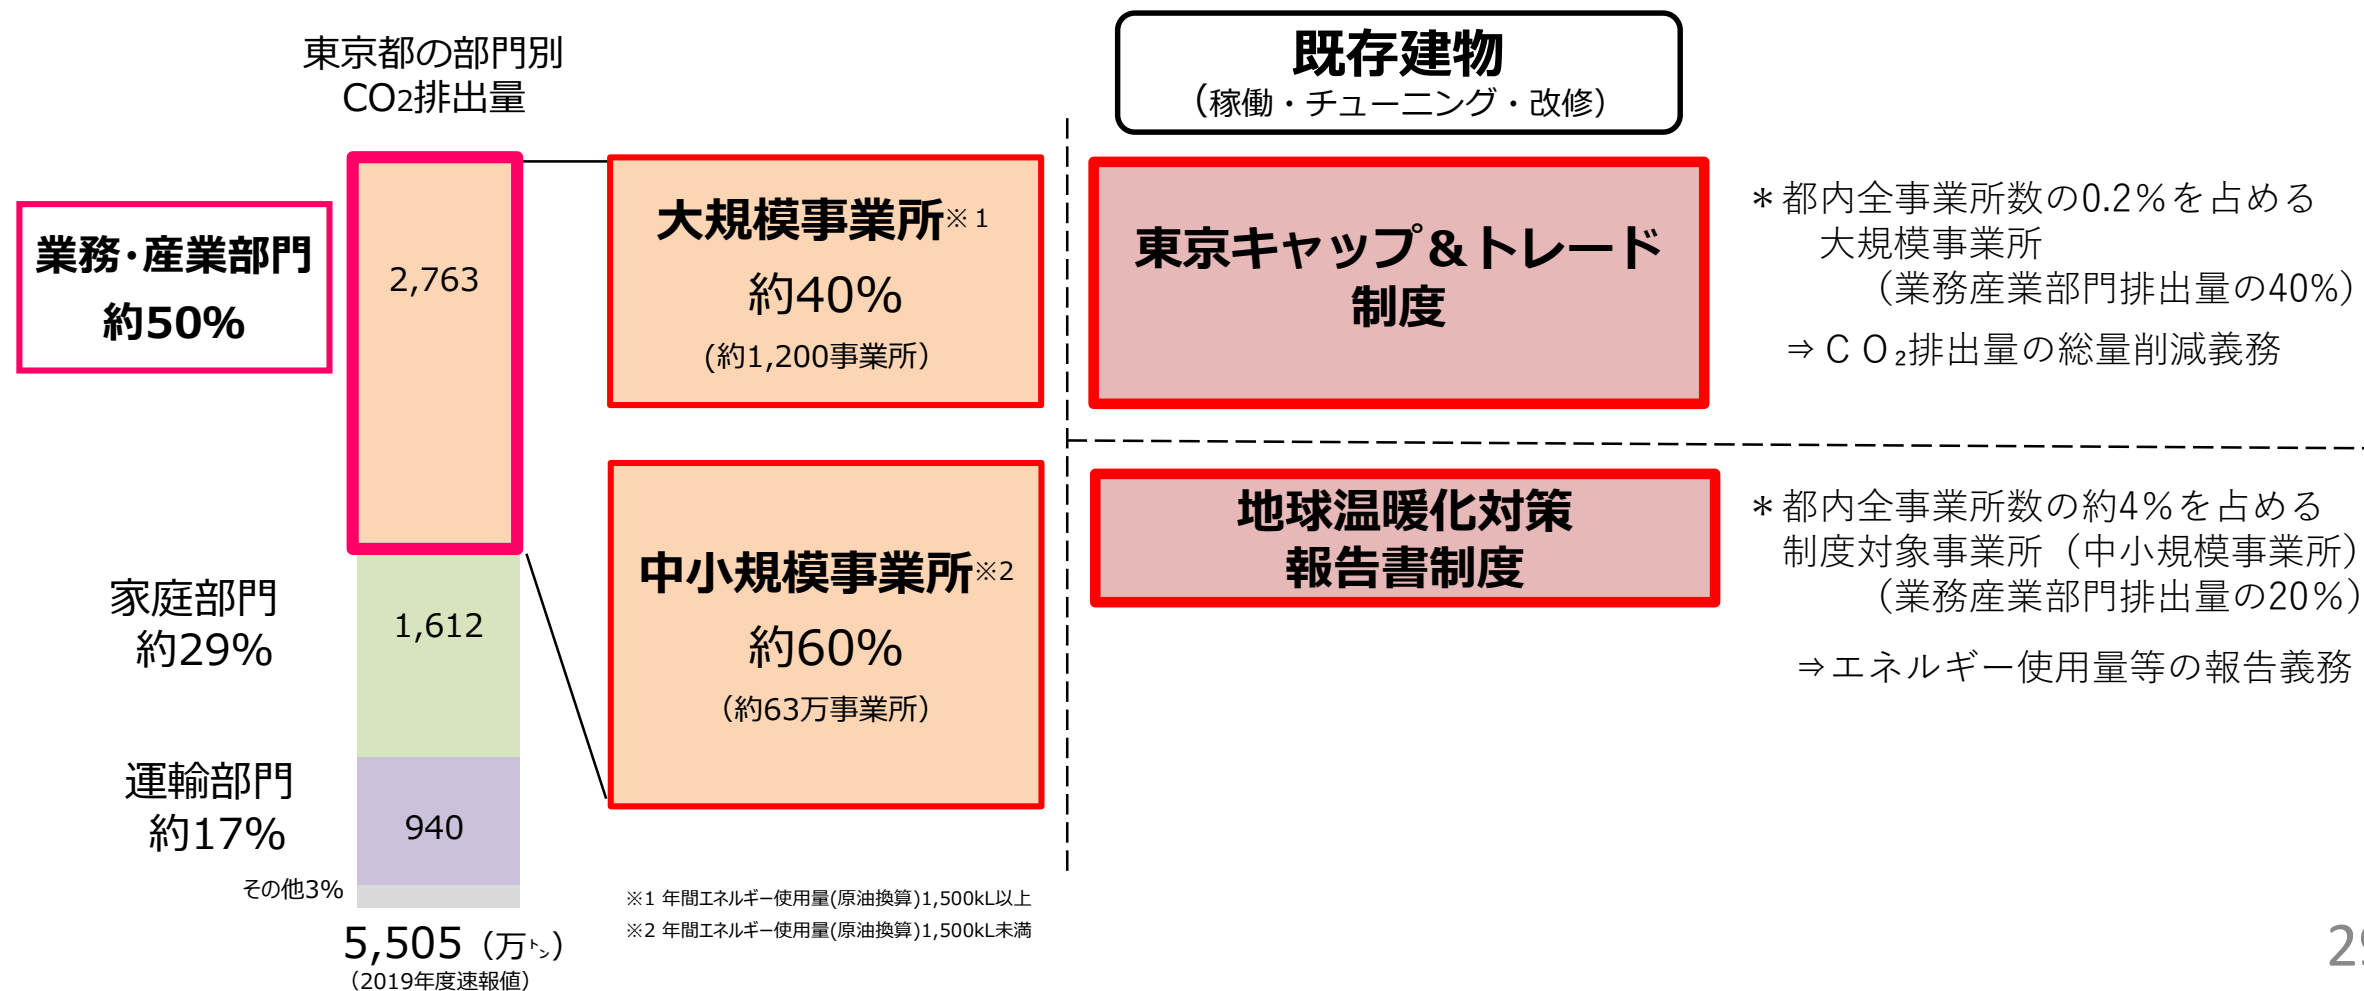 東京都の部門別
CO2排出量
業務･産業部門
約50%
2,763
家庭部門
約29%
1,612
運輸部門
約17%
940
その他3%
5,505（万㌧）
（2019年度速報値）
大規模事業所※1
約40%
(約1,200事業所）
中小規模事業所※2
約60%
（約63万事業所）
※1 年間エネルギー使用量(原油換算)1,500kL以上
※2 年間エネルギー使用量(原油換算)1,500kL未満
既存建物
（稼働・チューニング・改修）
東京キャップ＆トレード
制度
＊都内全事業所数の0.2％を占める
大規模事業所
（業務産業部門排出量の40%）
⇒ＣＯ₂排出量の総量削減義務
地球温暖化対策
報告書制度
＊都内全事業所数の約4％を占める
制度対象事業所（中小規模事業所）
（業務産業部門排出量の20％）
⇒エネルギー使用量等の報告義務